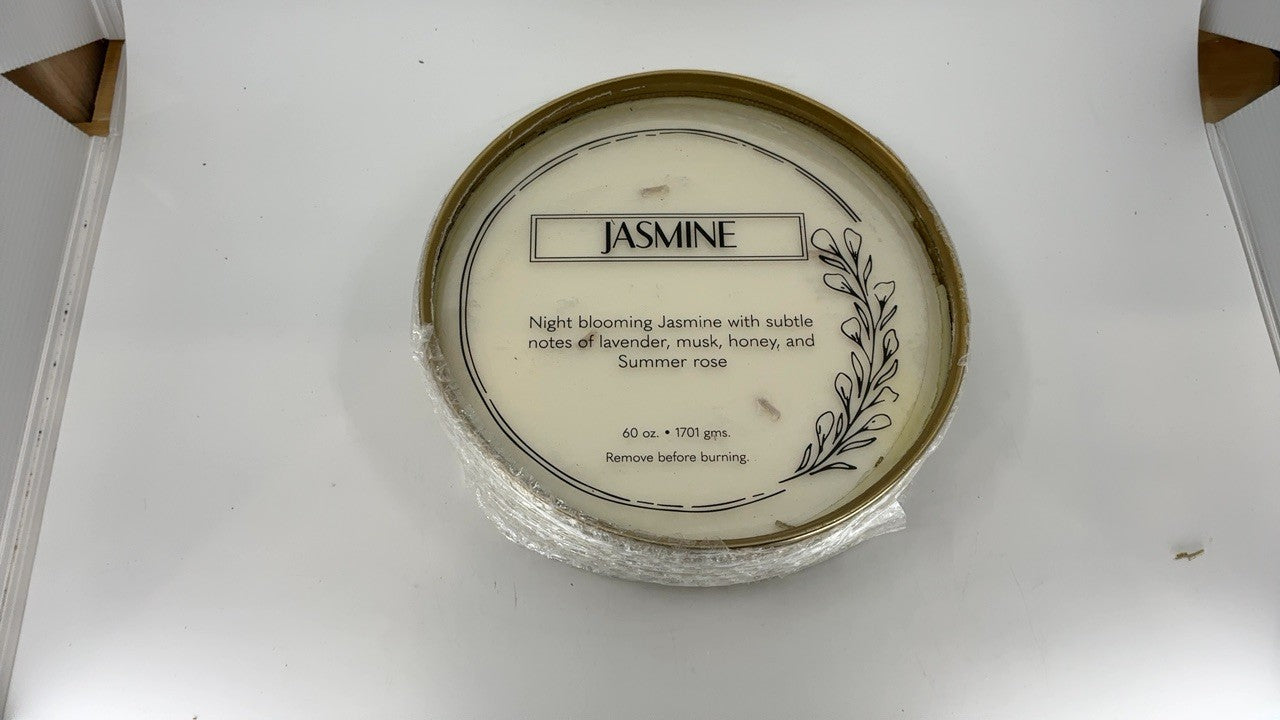 JASMINE
Night blooming Jasmine with subtle
notes of lavender, musk, honey, and
Summer rose
60 oz. • 1701 gms.
Remove before burning.